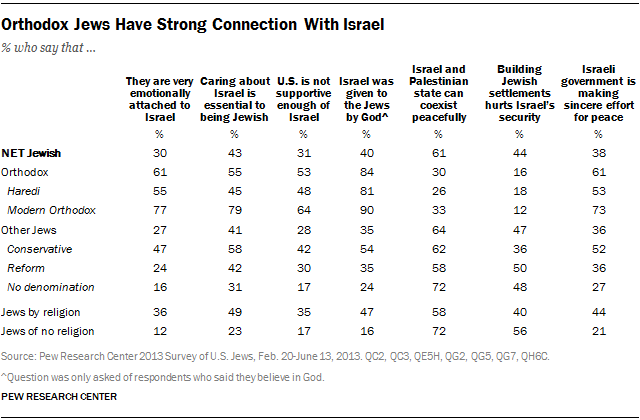 Orthodox Jews Have Strong Connection With Israel
% who say that ...
They are very emotionally attached to Israel Caring about Israel is essential to being Jewish U.S. is not supportive enough of Israel Israel was given to the Jews by God^ Israel and Palestinian state can coexist peacefully Building Jewish settlements hurts Israel's security Israeli government is making sincere effort for peace
% % % % % % %
NET Jewish 30 43 31 40 61 44 38
Orthodox 61 55 53 84 30 16 61
Haredi 55 45 48 81 26 18 53
Modern Orthodox 77 79 64 90 33 12 73
Other Jews 27 41 28 35 64 47 36
Conservative 47 58 42 54 62 36 52
Reform 24 42 30 35 58 50 36
No denomination 16 31 17 24 72 48 27
Jews by religion 36 49 35 47 58 40 44
Jews of no religion 12 23 17 16 72 56 21
Source: Pew Research Center 2013 Survey of U.S. Jews, Feb. 20-June 13, 2013. QC2, QC3, QE5H, QG2, QG5, QG7, QH6C.
^Question was only asked of respondents who said they believe in God.
PEW RESEARCH CENTER